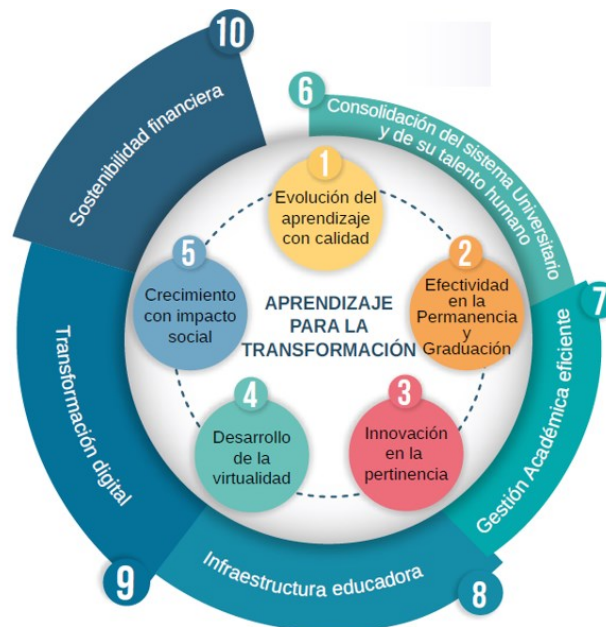 APRENDIZAJE
PARA LA
TRANSFORMACIÓN
1
Evolución del
aprendizaje
con calidad
2
Efectividad
en la
Permanencia
y
Graduación
3
Innovación
en la
pertinencia
4
Desarrollo
de la
virtualidad
5
Crecimiento
con impacto
social
6
Consolidación del sistema Universitario
y de su talento humano
7
Gestión Académica eficiente
8
Infraestructura educadora
9
Transformación digital
10
Sostenibilidad financiera